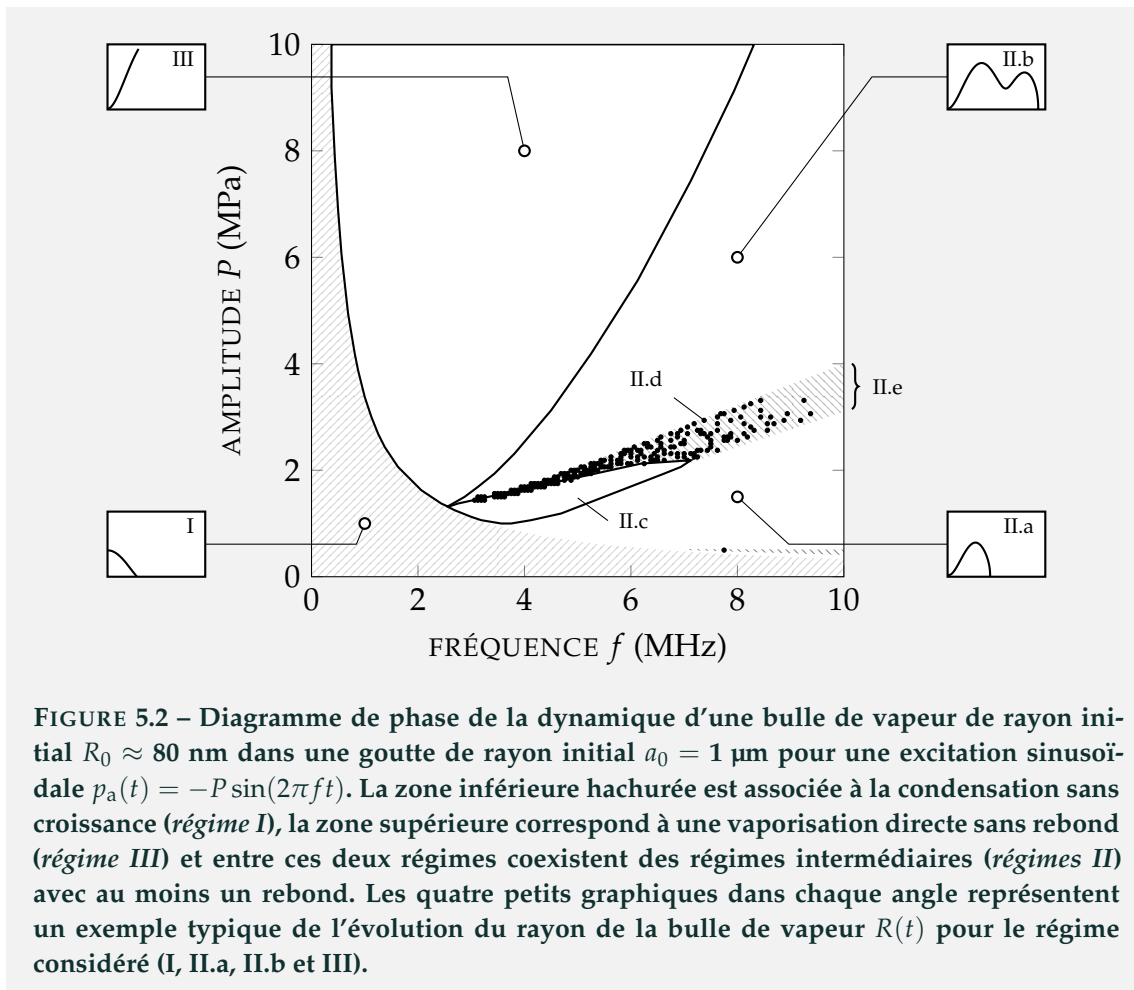 III
II.b
10
8
6
4
2
0
AMPLITUDE P (MPa)
II.d
II.e
II.c
I
II.a
0 2 4 6 8 10
FRÉQUENCE f (MHz)
FIGURE 5.2 – Diagramme de phase de la dynamique d'une bulle de vapeur de rayon ini-
tial R₀ ≈ 80 nm dans une goutte de rayon initial a₀ = 1 µm pour une excitation sinusoï-
dale pₐ(t) = −P sin(2πft). La zone inférieure hachurée est associée à la condensation sans
croissance (régime I), la zone supérieure correspond à une vaporisation directe sans rebond
(régime III) et entre ces deux régimes coexistent des régimes intermédiaires (régimes II)
avec au moins un rebond. Les quatre petits graphiques dans chaque angle représentent
un exemple typique de l'évolution du rayon de la bulle de vapeur R(t) pour le régime
considéré (I, II.a, II.b et III).